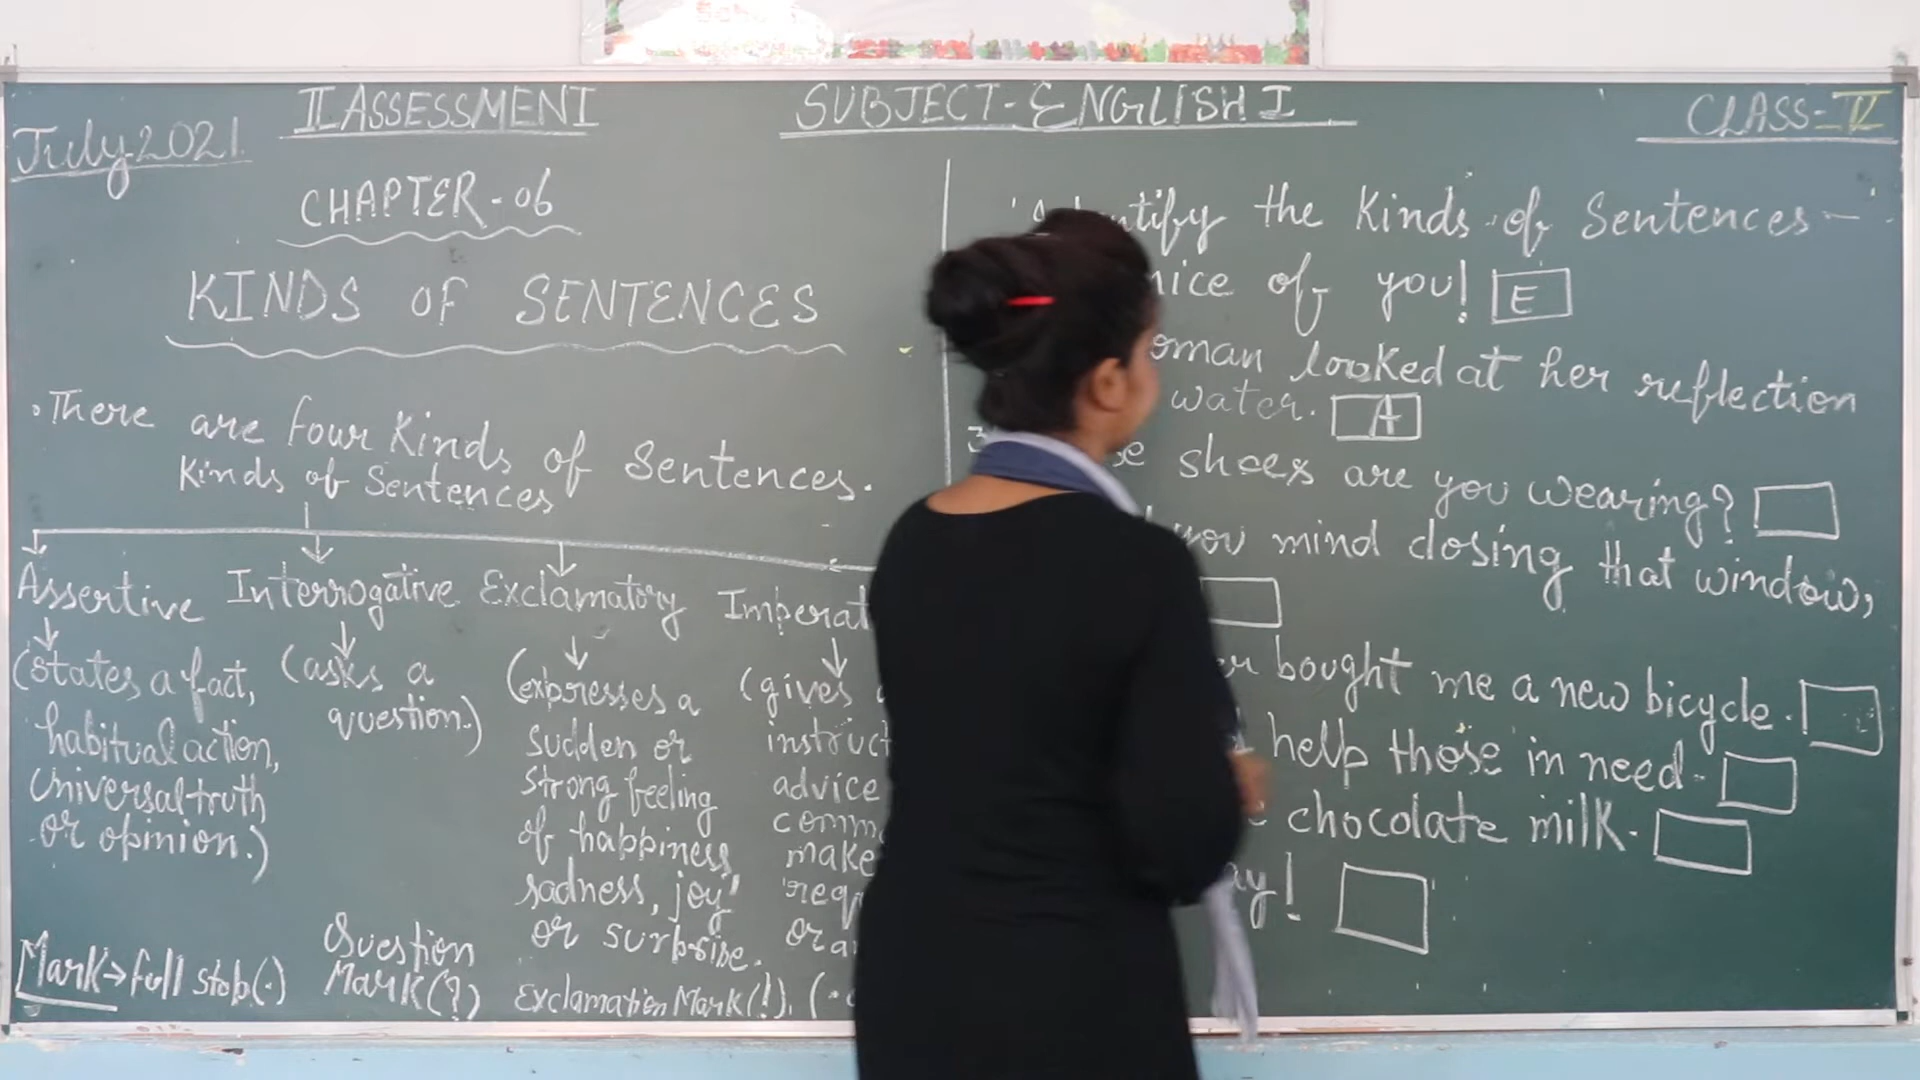 July 2021
II ASSESSMENT
SUBJECT-ENGLISH I
CLASS-IV
CHAPTER-06
KINDS OF SENTENCES
There are four Kinds of Sentences.
Kinds of Sentences
Assertive Interrogative Exclamatory Imperat
(states a fact,
habitual action,
Universal truth
or opinion.)
(asks a
question.)
(expresses a
sudden or
strong feeling
of happiness
sadness, joy
or surprise.
(gives
instruct
advice
comm
make
req
or a
Mark→full stop(.)
Question
Mark(?)
Exclamation Mark(!). (.
the Kinds of Sentences-
nice of you! E
oman looked at her reflection
water. A
3
se shoes are you wearing?
you mind closing that window,
er bought me a new bicycle.
help those in need.
chocolate milk.
ay!